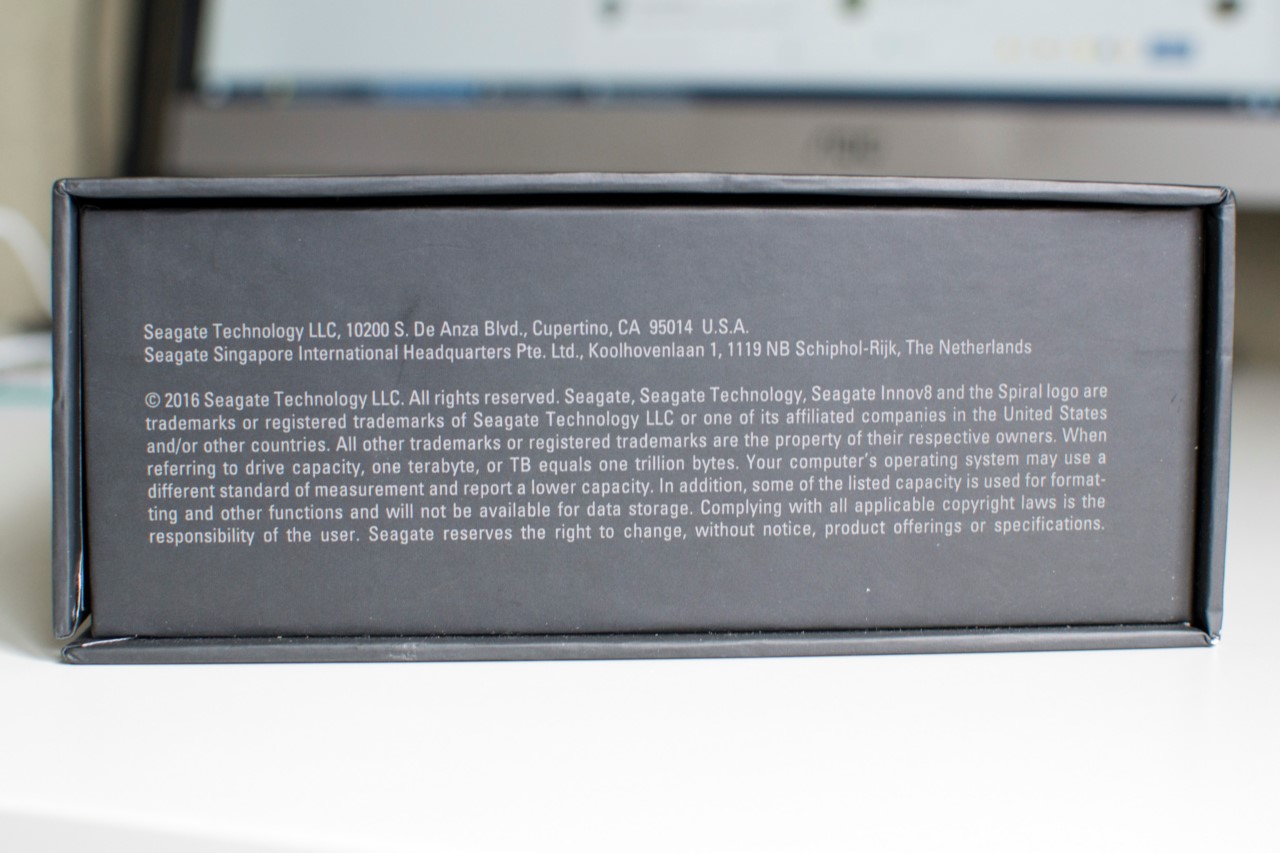 Seagate Technology LLC, 10200 S. De Anza Blvd., Cupertino, CA 95014 U.S.A.
Seagate Singapore International Headquarters Pte. Ltd., Koolhovenlaan 1, 1119 NB Schiphol-Rijk, The Netherlands
© 2016 Seagate Technology LLC. All rights reserved. Seagate, Seagate Technology, Seagate Innov8 and the Spiral logo are
trademarks or registered trademarks of Seagate Technology LLC or one of its affiliated companies in the United States
and/or other countries. All other trademarks or registered trademarks are the property of their respective owners. When
referring to drive capacity, one terabyte, or TB equals one trillion bytes. Your computer's operating system may use a
different standard of measurement and report a lower capacity. In addition, some of the listed capacity is used for format-
ting and other functions and will not be available for data storage. Complying with all applicable copyright laws is the
responsibility of the user. Seagate reserves the right to change, without notice, product offerings or specifications.